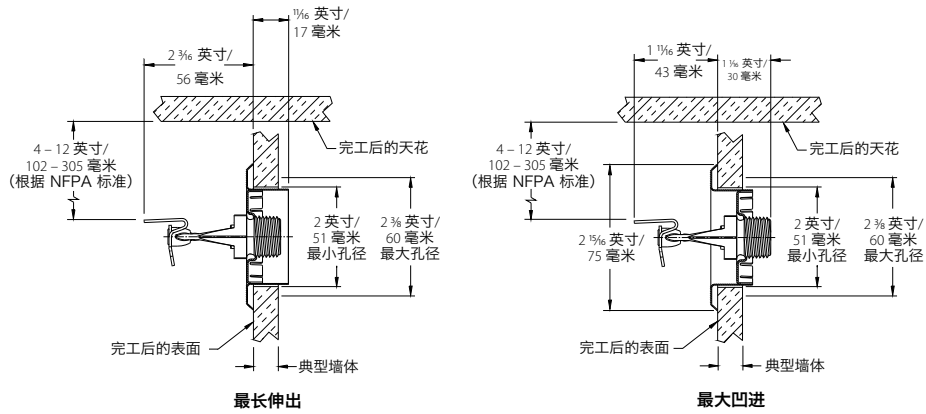 11⁄16 英寸/
17 毫米
2 3⁄16 英寸/
56 毫米
4 – 12 英寸/
102 – 305 毫米
(根据 NFPA 标准)
完工后的天花
2 英寸/
51 毫米
最小孔径
2 3⁄8 英寸/
60 毫米
最大孔径
完工后的表面
典型墙体
最长伸出
1 11⁄16 英寸/
43 毫米
1 1⁄16 英寸/
30 毫米
4 – 12 英寸/
102 – 305 毫米
(根据 NFPA 标准)
完工后的天花
2 15⁄16 英寸/
75 毫米
2 英寸/
51 毫米
最小孔径
2 3⁄8 英寸/
60 毫米
最大孔径
完工后的表面
典型墙体
最大凹进